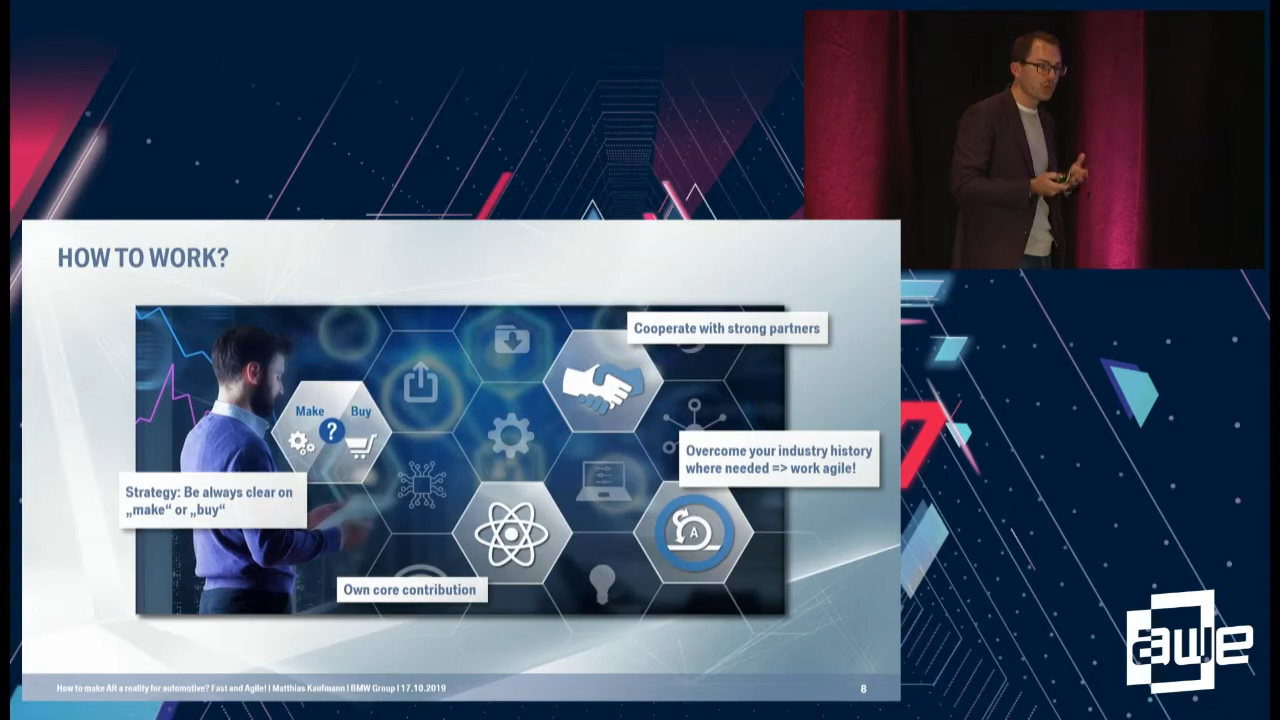 HOW TO WORK?
Cooperate with strong partners
Make
Buy
?
Overcome your industry history
where needed => work agile!
Strategy: Be always clear on
„make“ or „buy“
A
Own core contribution
How to make AR a reality for automotive? Fast and Agile! | Matthias Kaufmann | BMW Group | 17.10.2019
8
awe